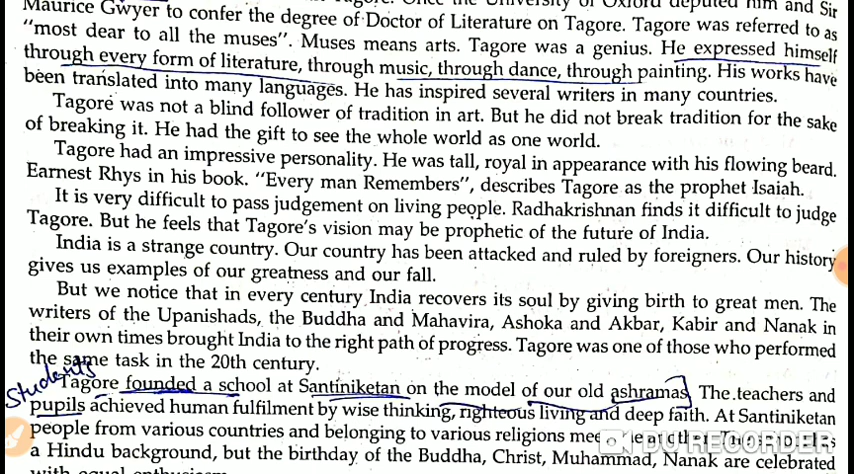 Maurice Gwyer to confer the degree of Doctor of Literature on Tagore. Tagore was referred to as
"most dear to all the muses". Muses means arts. Tagore was a genius. He expressed himself
through every form of literature, through music, through dance, through painting. His works have
been translated into many languages. He has inspired several writers in many countries.
Tagore was not a blind follower of tradition in art. But he did not break tradition for the sake
of breaking it. He had the gift to see the whole world as one world.
Tagore had an impressive personality. He was tall, royal in appearance with his flowing beard.
Earnest Rhys in his book. "Every man Remembers", describes Tagore as the prophet Isaiah.
It is very difficult to pass judgement on living people. Radhakrishnan finds it difficult to judge
Tagore. But he feels that Tagore's vision may be prophetic of the future of India.
India is a strange country. Our country has been attacked and ruled by foreigners. Our history
gives us examples of our greatness and our fall.
But we notice that in every century India recovers its soul by giving birth to great men. The
writers of the Upanishads, the Buddha and Mahavira, Ashoka and Akbar, Kabir and Nanak in
their own times brought India to the right path of progress. Tagore was one of those who performed
the same task in the 20th century.
Students
Tagore founded a school at Santiniketan on the model of our old ashramas. The teachers and
pupils achieved human fulfilment by wise thinking, righteous living and deep faith. At Santiniketan
people from various countries and belonging to various religions
DU RECORDER
a Hindu background, but the birthday of the Buddha, Christ, Muhammad, Nanak are celebrated
with equal enthusiasm